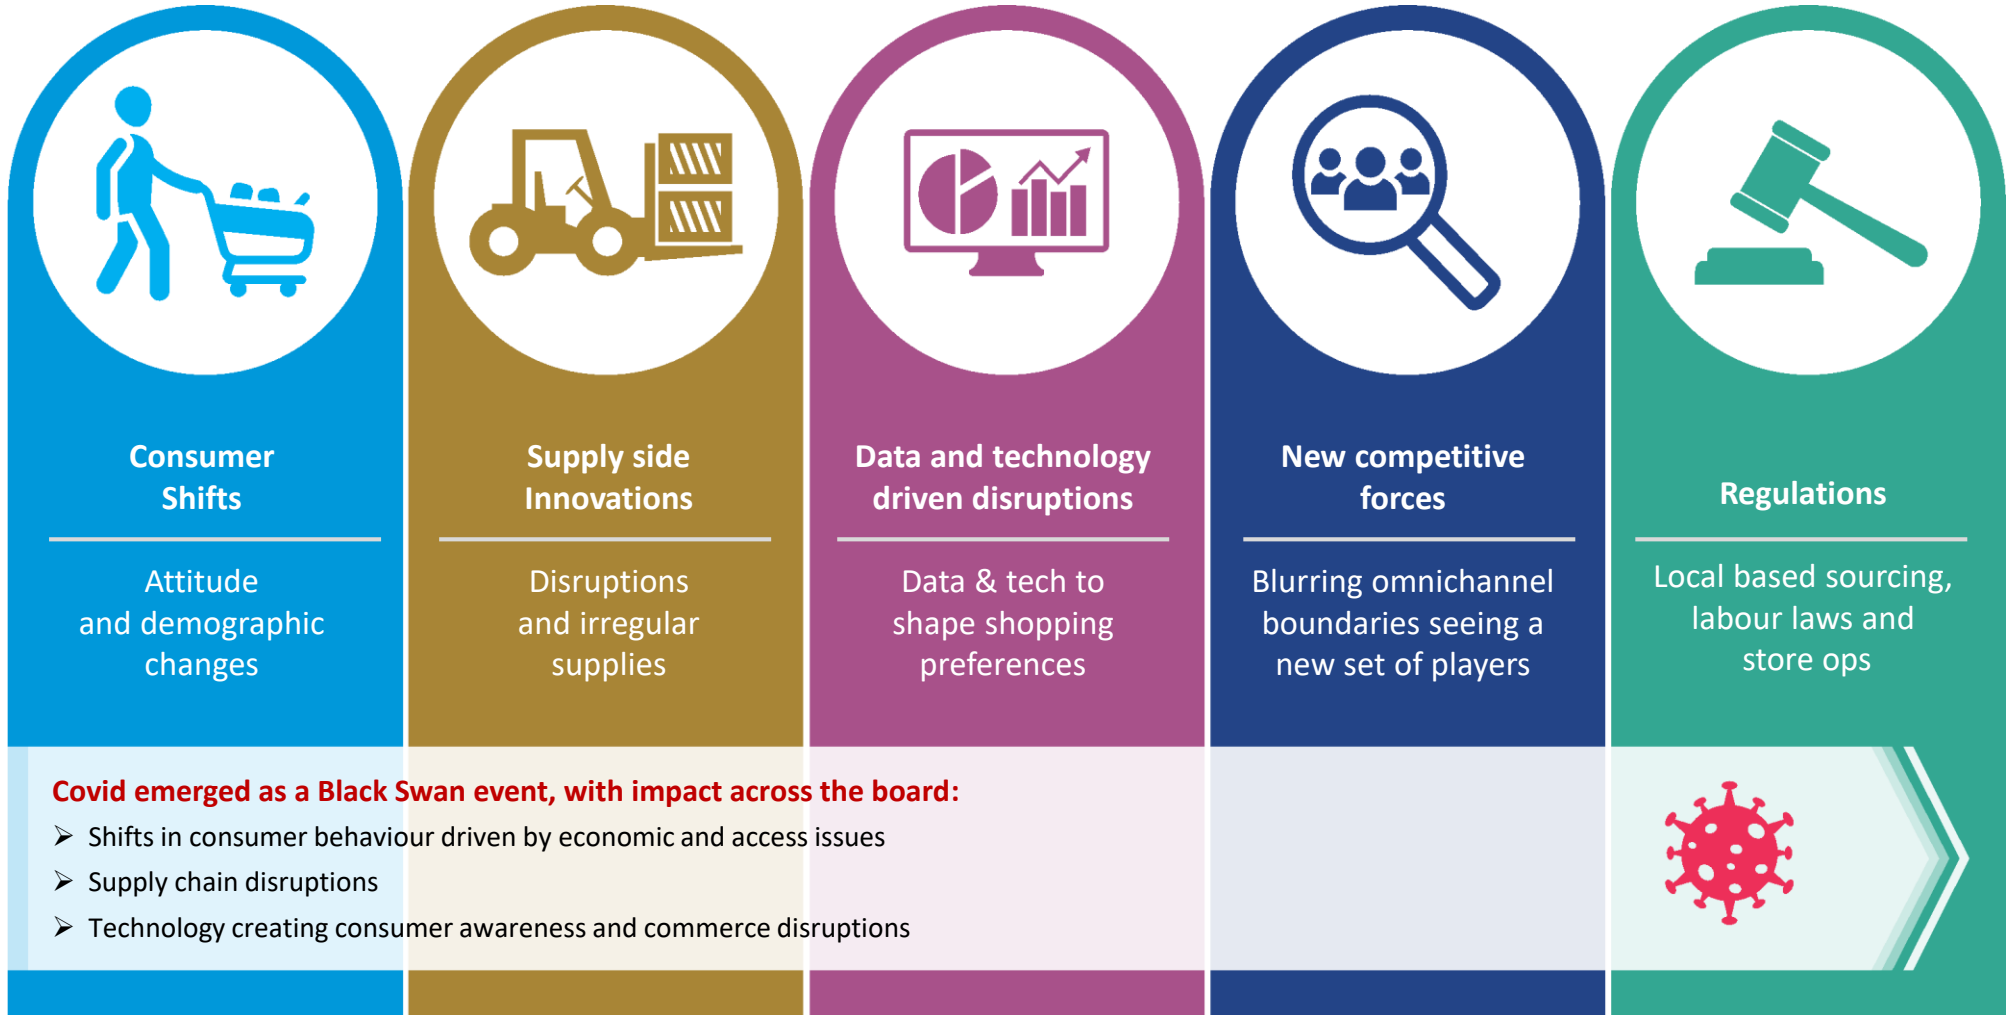 Consumer
Shifts
Attitude
and demographic
changes
Supply side
Innovations
Disruptions
and irregular
supplies
Data and technology
driven disruptions
Data & tech to
shape shopping
preferences
New competitive
forces
Blurring omnichannel
boundaries seeing a
new set of players
Regulations
Local based sourcing,
labour laws and
store ops
Covid emerged as a Black Swan event, with impact across the board:
➢ Shifts in consumer behaviour driven by economic and access issues
➢ Supply chain disruptions
➢ Technology creating consumer awareness and commerce disruptions